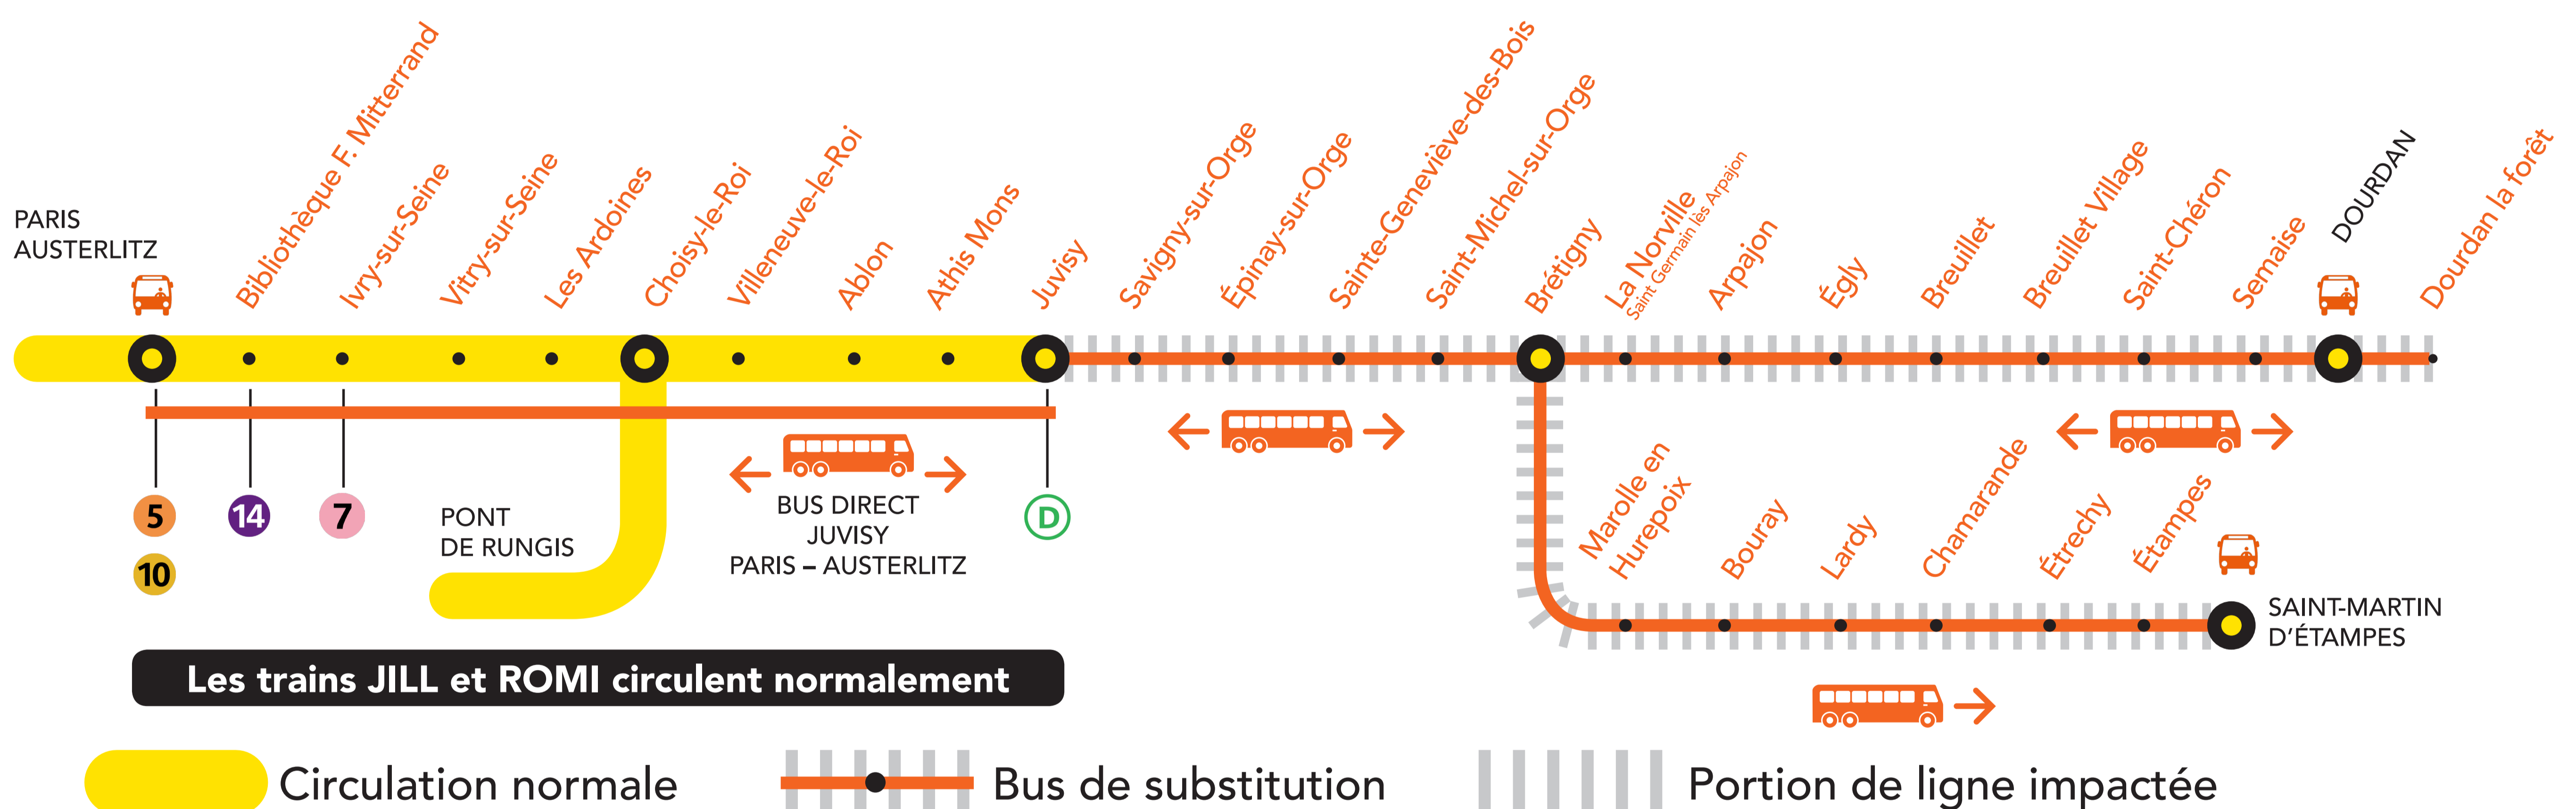 PARIS
AUSTERLITZ
Bibliothèque F. Mitterrand
Ivry-sur-Seine
Vitry-sur-Seine
Les Ardoines
Choisy-le-Roi
Villeneuve-le-Roi
Ablon
Athis Mons
Juvisy
Savigny-sur-Orge
Épinay-sur-Orge
Sainte-Geneviève-des-Bois
Saint-Michel-sur-Orge
Brétigny
La Norville
Saint Germain lès Arpajon
Arpajon
Égly
Breuillet
Breuillet Village
Saint-Chéron
Semaise
DOURDAN
Dourdan la forêt
5
10
14
7
PONT
DE RUNGIS
BUS DIRECT
JUVISY
PARIS – AUSTERLITZ
D
Marolle en
Hurepoix
Bouray
Lardy
Chamarande
Étrechy
Étampes
SAINT-MARTIN
D'ÉTAMPES
Les trains JILL et ROMI circulent normalement
Circulation normale
Bus de substitution
Portion de ligne impactée